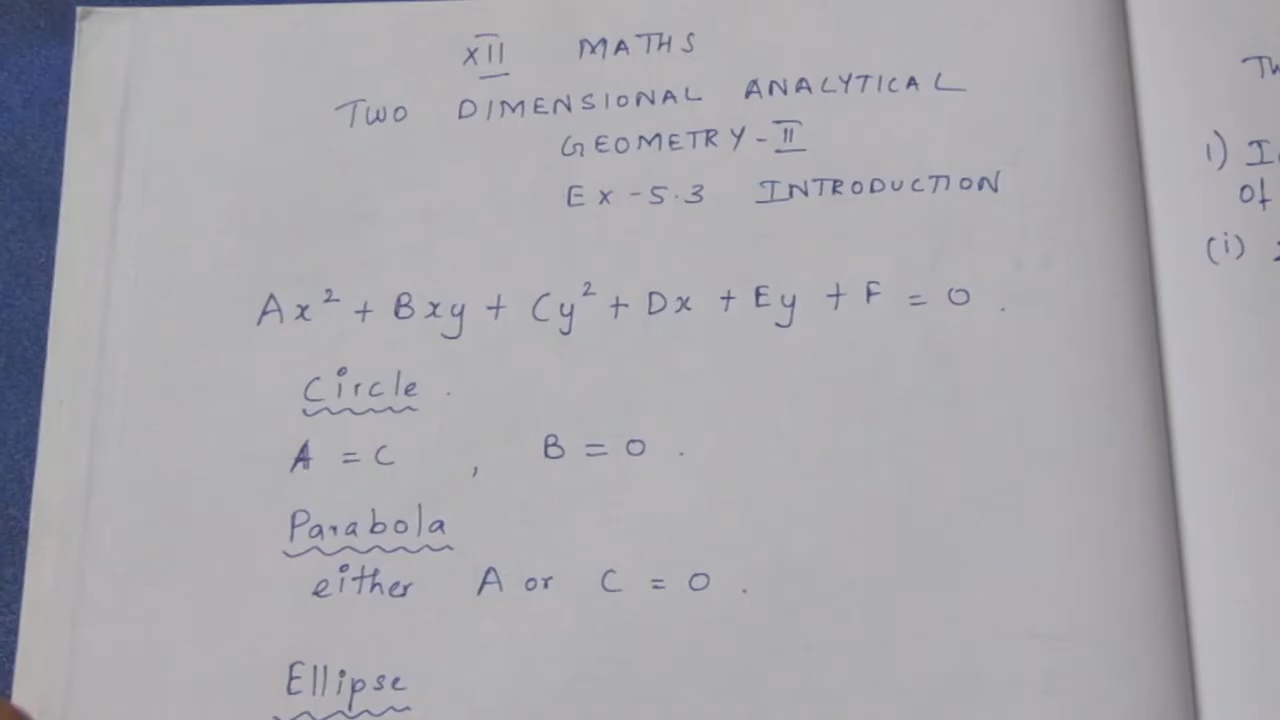 XII MATHS
TWO DIMENSIONAL ANALYTICAL
GEOMETRY-II
Ex-5.3 INTRODUCTION
Ax² + Bxy + Cy² + Dx + Ey + F = 0.
Circle.
A = C, B = 0.
Parabola
either A or C = 0.
Ellipse
1)
of
(i)